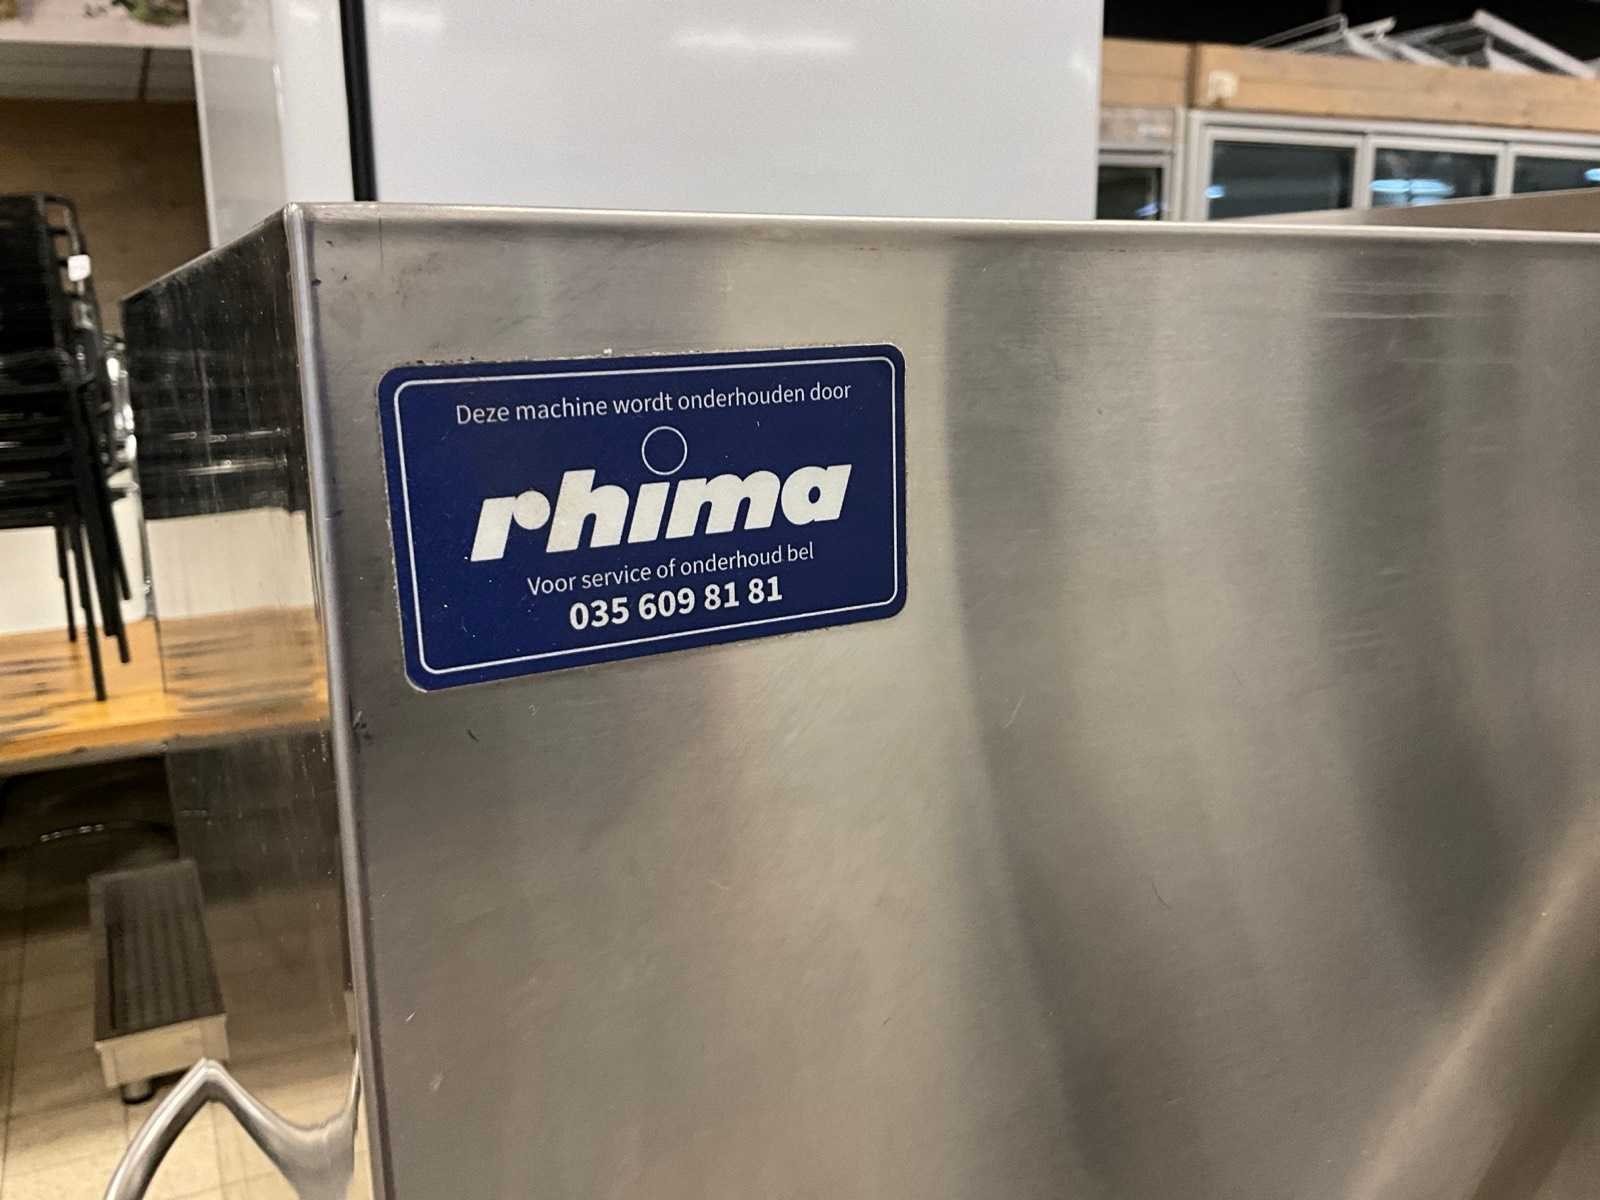 Deze machine wordt onderhouden door
rhima
Voor service of onderhoud bel
035 609 81 81